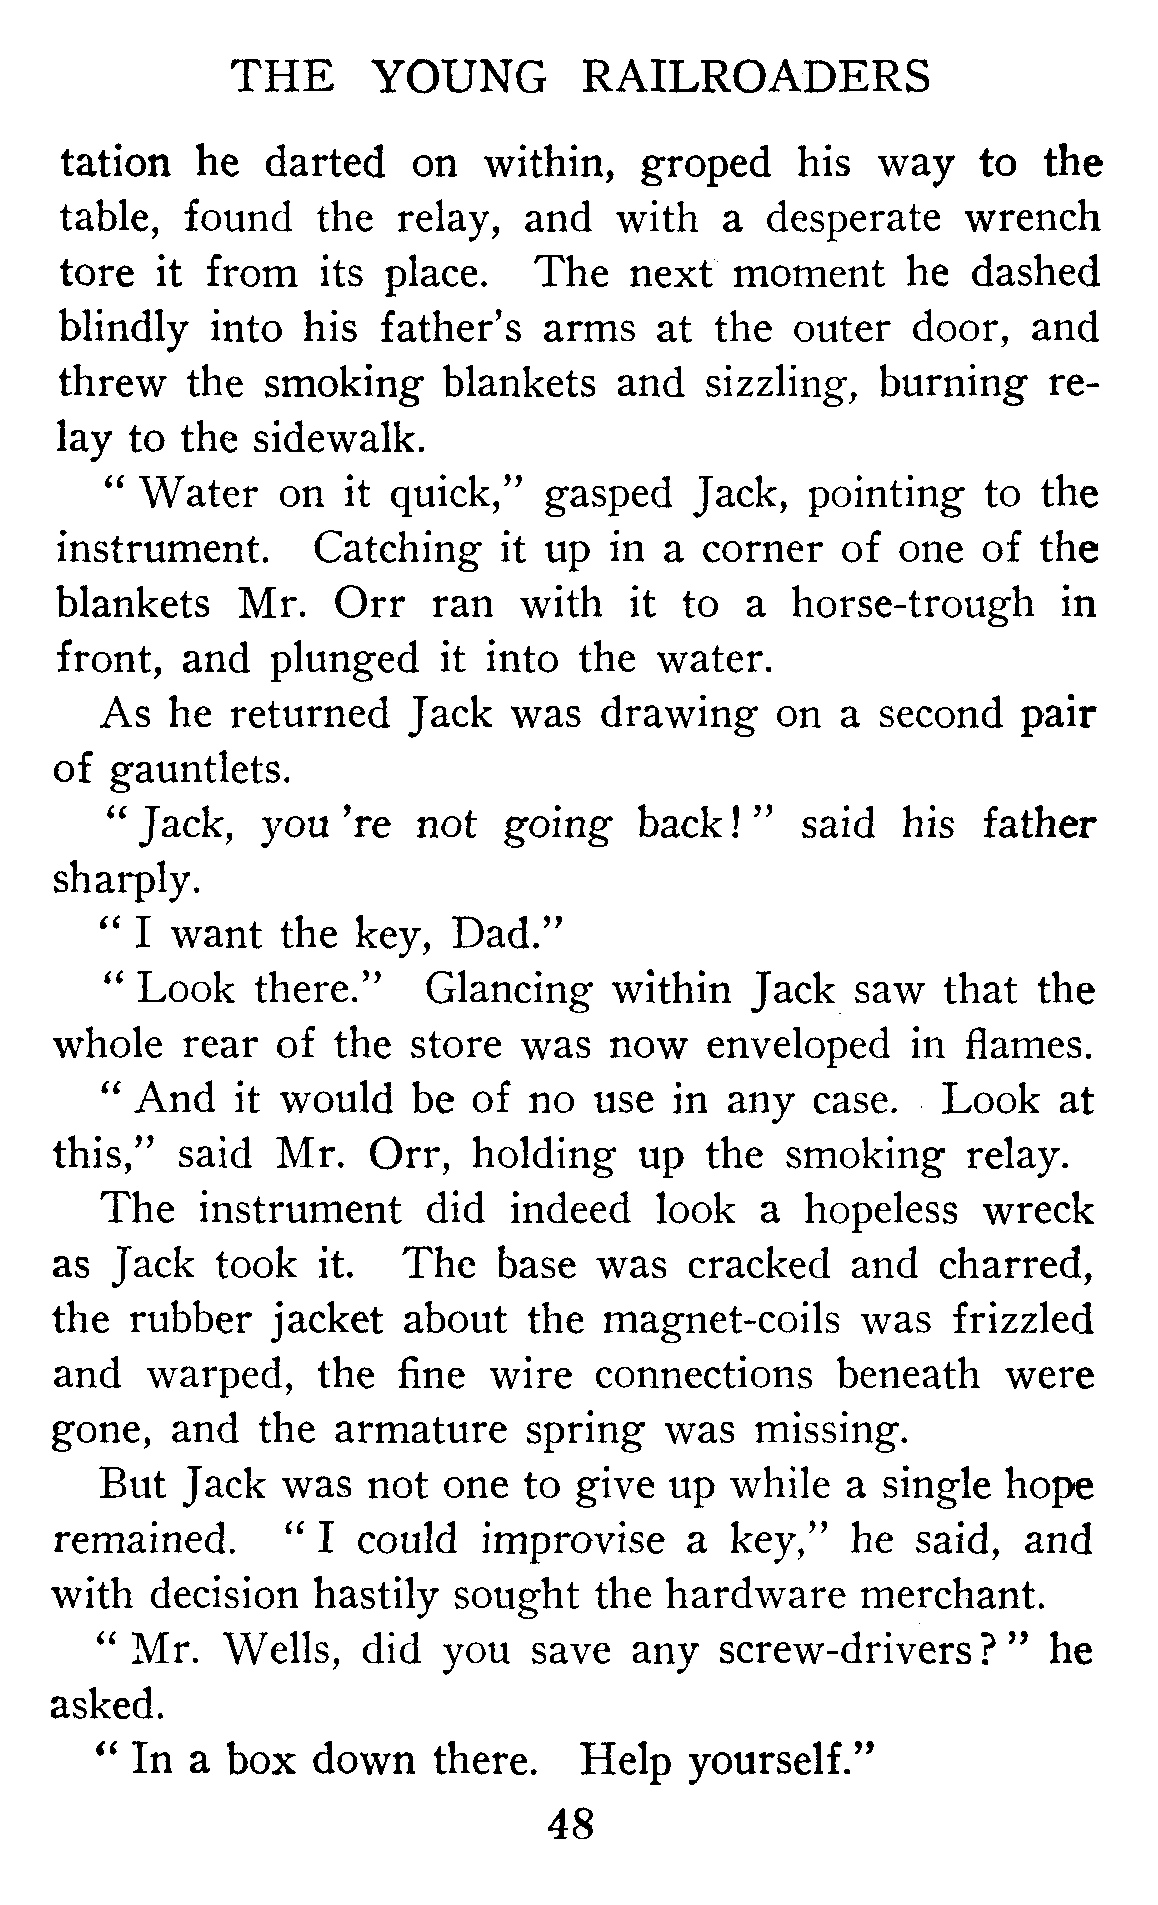 THE YOUNG RAILROADERS
tation he darted on within, groped his way to the
table, found the relay, and with a desperate wrench
tore it from its place. The next moment he dashed
blindly into his father's arms at the outer door, and
threw the smoking blankets and sizzling, burning re-
lay to the sidewalk.
" Water on it quick," gasped Jack, pointing to the
instrument. Catching it up in a corner of one of the
blankets Mr. Orr ran with it to a horse-trough in
front, and plunged it into the water.
As he returned Jack was drawing on a second pair
of gauntlets.
" Jack, you 're not going back! " said his father
sharply.
" I want the key, Dad."
" Look there." Glancing within Jack saw that the
whole rear of the store was now enveloped in flames.
" And it would be of no use in any case. Look at
this," said Mr. Orr, holding up the smoking relay.
The instrument did indeed look a hopeless wreck
as Jack took it. The base was cracked and charred,
the rubber jacket about the magnet-coils was frizzled
and warped, the fine wire connections beneath were
gone, and the armature spring was missing.
But Jack was not one to give up while a single hope
remained. " I could improvise a key," he said, and
with decision hastily sought the hardware merchant.
" Mr. Wells, did you save any screw-drivers? " he
asked.
" In a box down there. Help yourself."
48